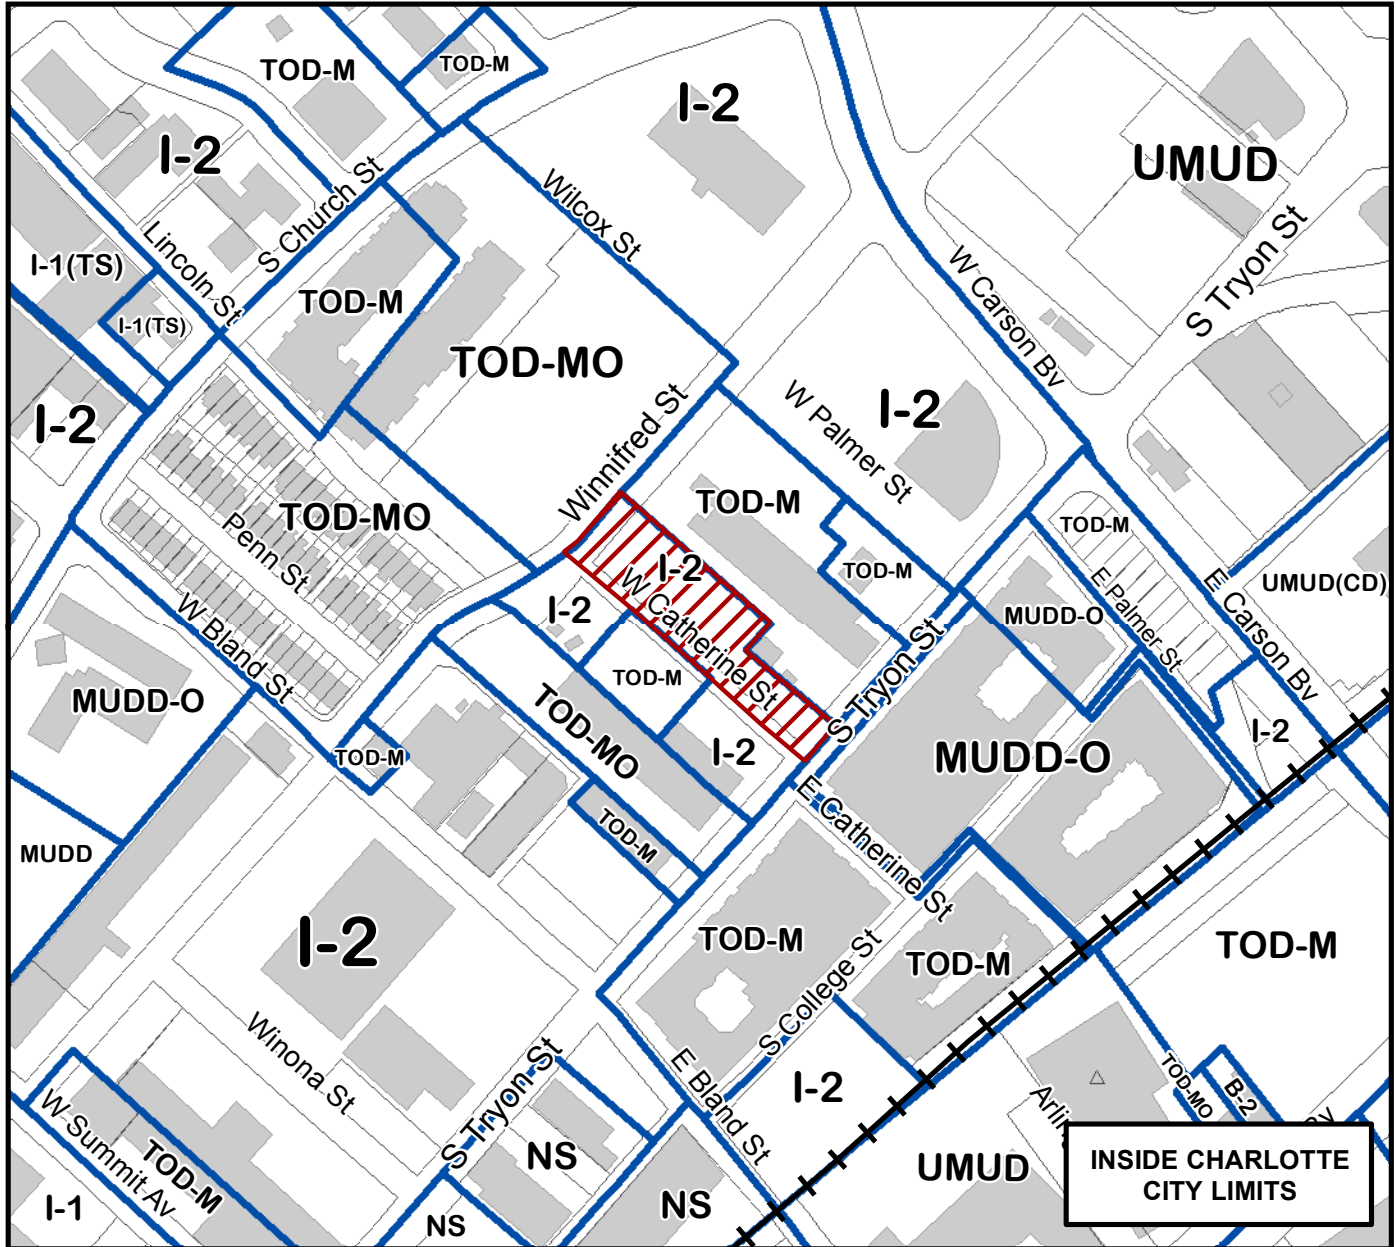 TOD-M
TOD-M
I-2
I-2
UMUD
S Church St
Wilcox St
Lincoln St
I-1(TS)
I-1(TS)
TOD-M
W Carson Bv
S Tryon St
TOD-MO
I-2
I-2
Winnifred St
W Palmer St
TOD-M
TOD-MO
Penn St
TOD-M
TOD-M
E Palmer St
E Carson Bv
UMUD(CD)
I-2
W Catherine St
I-2
MUDD-O
W Bland St
MUDD-O
TOD-M
TOD-MO
S Tryon St
I-2
I-2
MUDD-O
TOD-M
E Catherine St
TOD-M
MUDD
I-2
TOD-M
TOD-M
TOD-M
S College St
Winona St
S Tryon St
E Bland St
I-2
TOD-MO
B-2
W Summit Av
TOD-M
NS
UMUD
I-1
NS
NS
INSIDE CHARLOTTE
CITY LIMITS